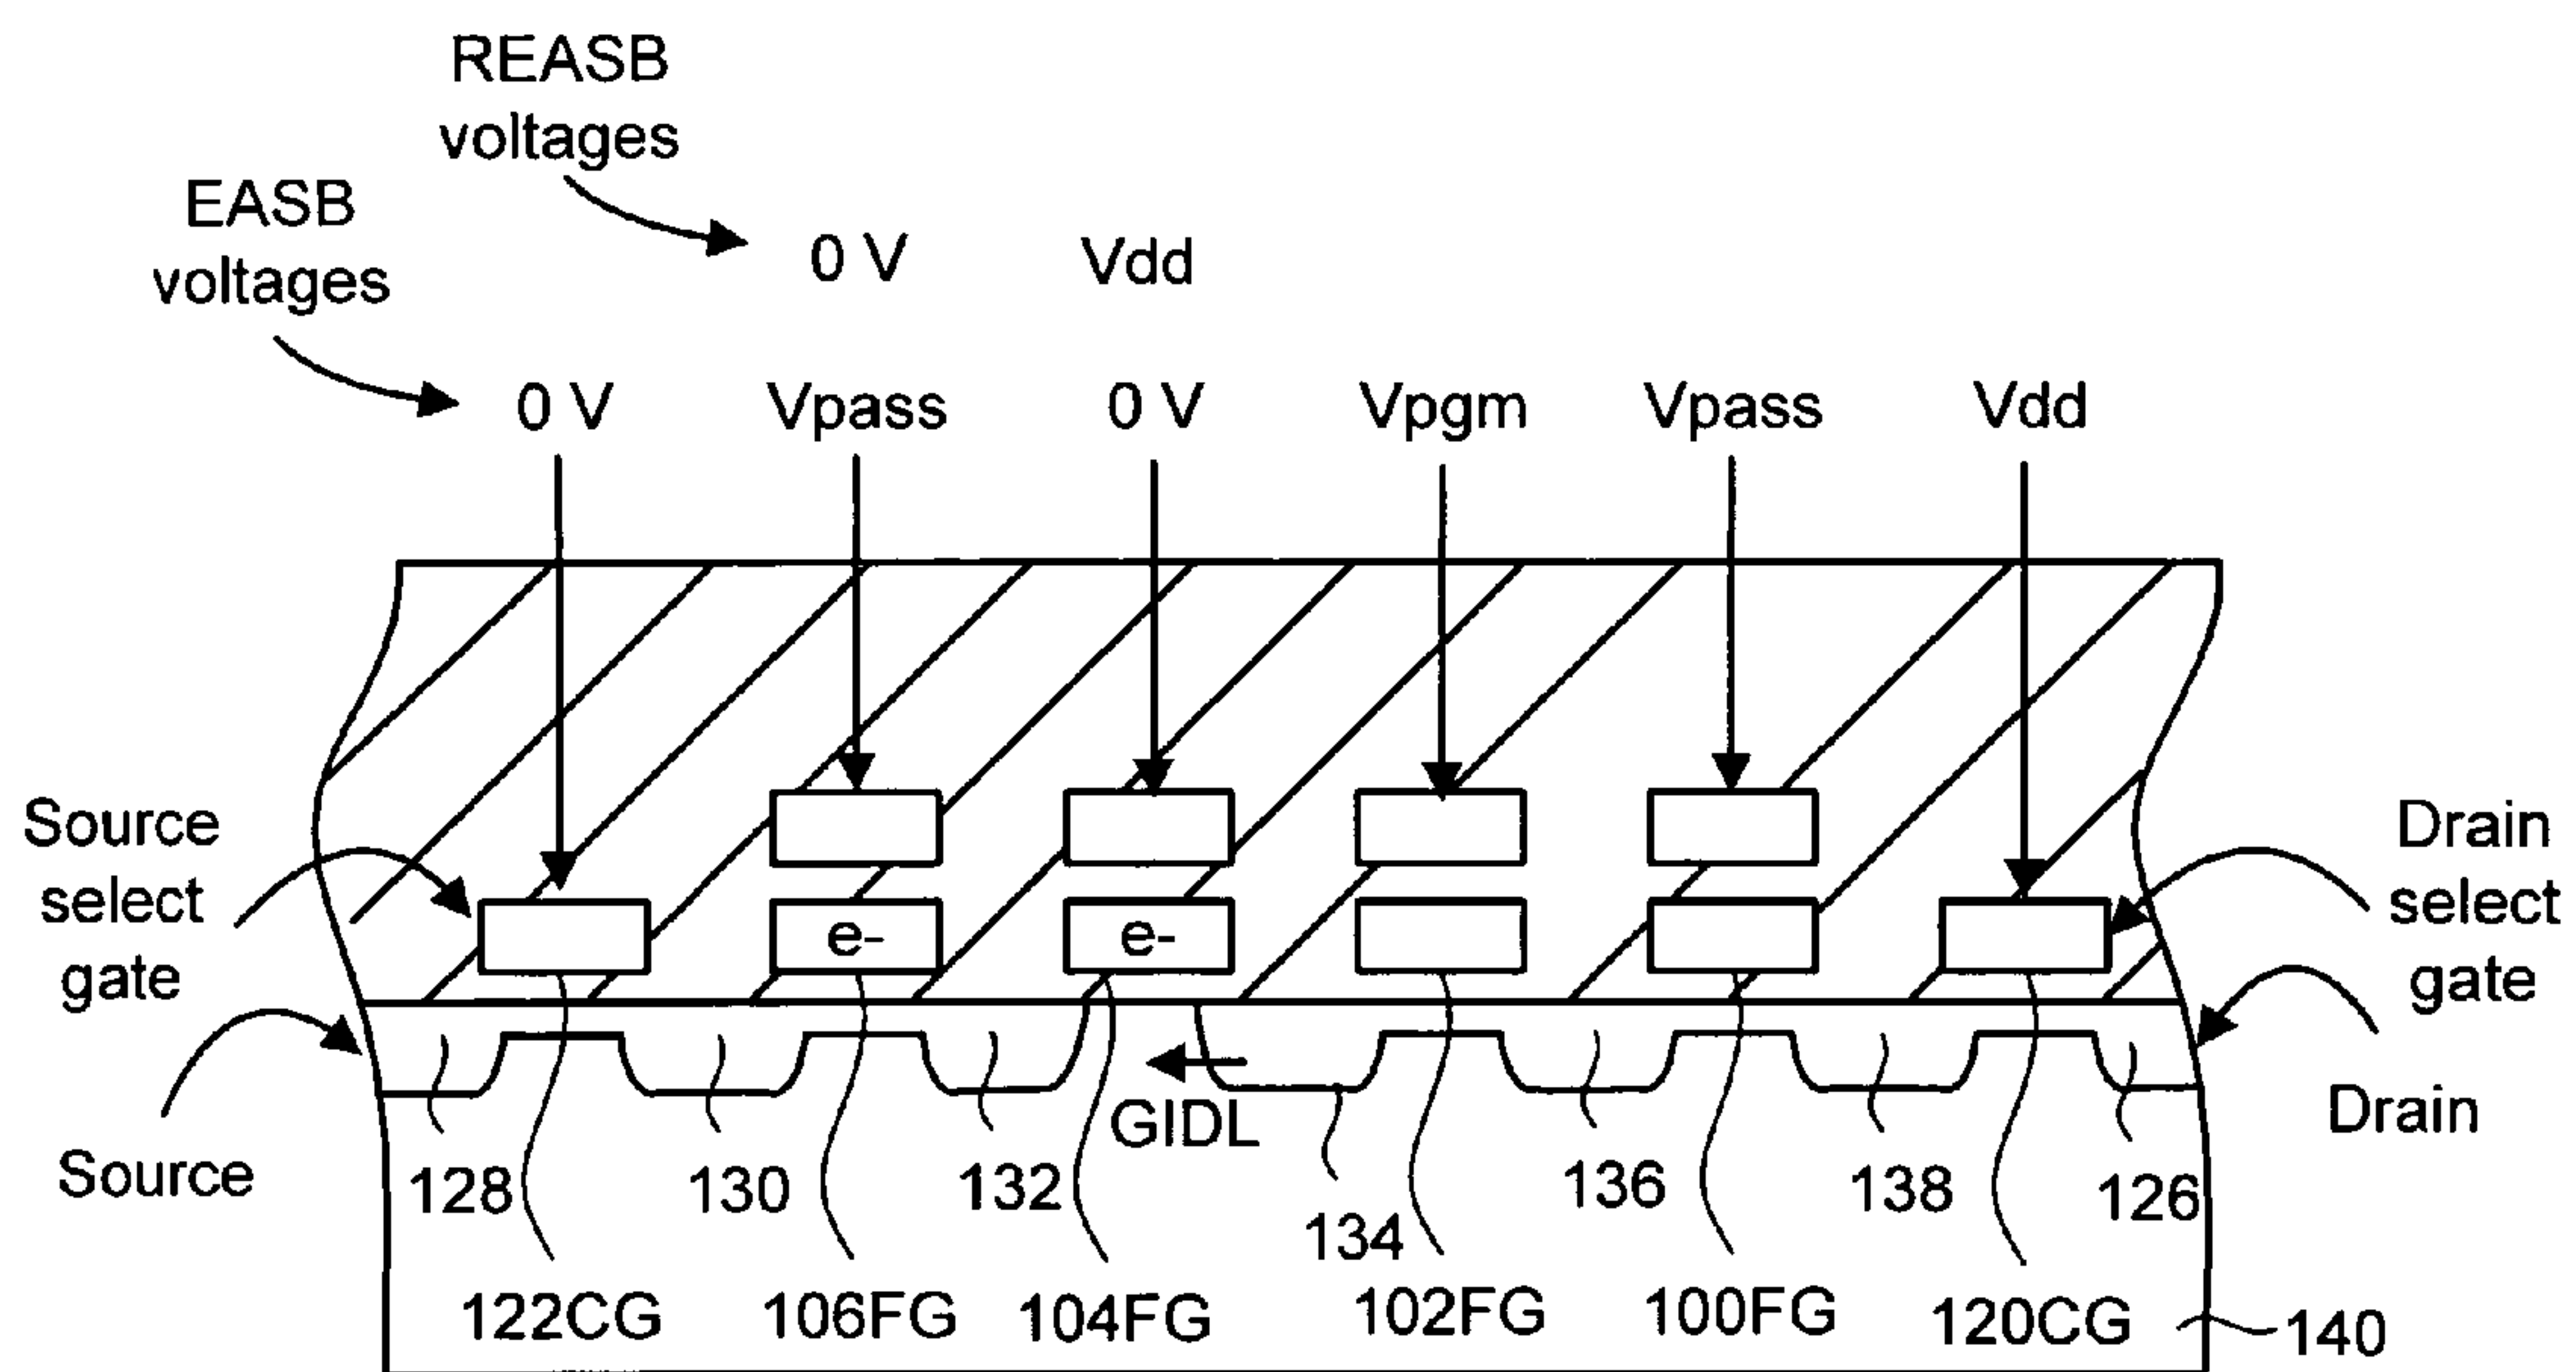 REASB
voltages
EASB
voltages
0 V Vdd
0 V Vpass 0 V Vpgm Vpass Vdd
Source
select
gate
Drain
select
gate
e- e-
GIDL
Source
Drain
128 130 132 134 136 138 126
122CG 106FG 104FG 102FG 100FG 120CG 140